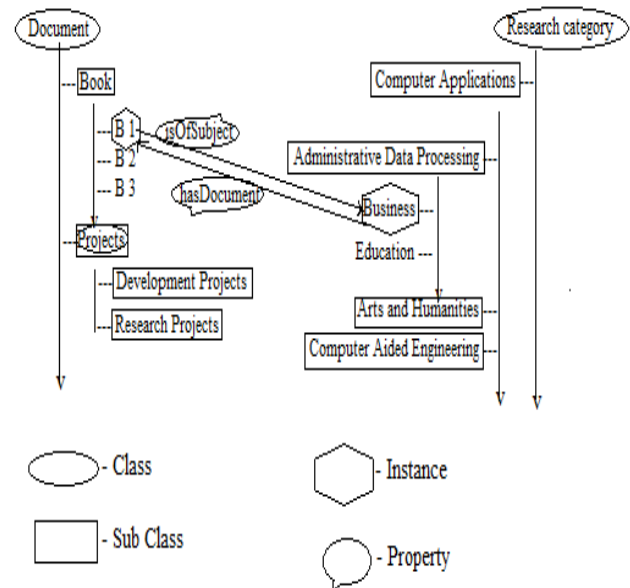 Document
Research category
Book
Computer Applications
B 1
isOfSubject
B 2
Administrative Data Processing
B 3
hasDocument
Business
Projects
Education
Development Projects
Arts and Humanities
Research Projects
Computer Aided Engineering
- Class
- Instance
- Sub Class
- Property